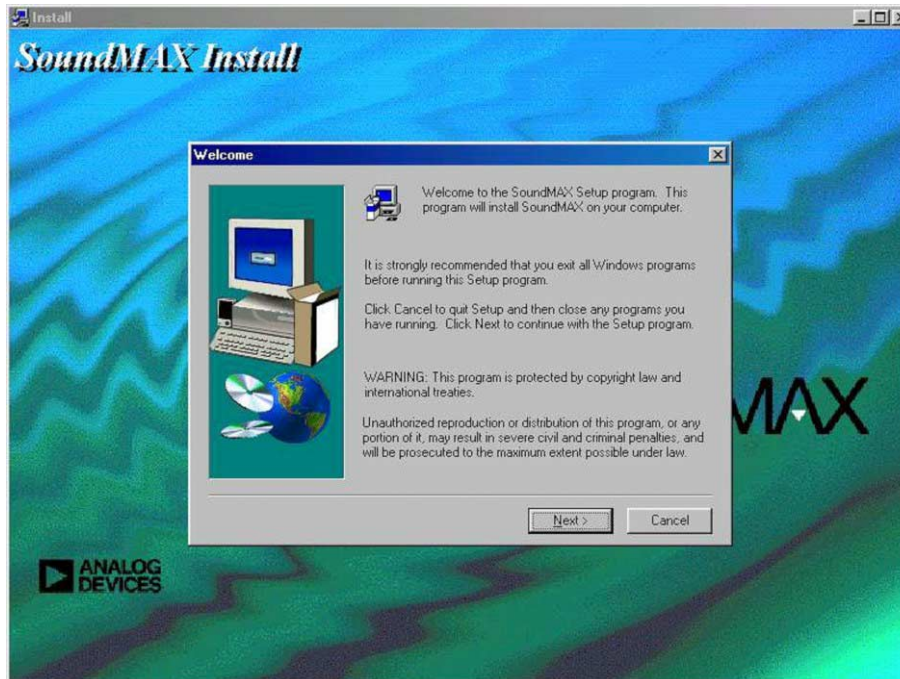 Install
SoundMAX Install
Welcome
Welcome to the SoundMAX Setup program. This
program will install SoundMAX on your computer.
It is strongly recommended that you exit all Windows programs
before running this Setup program.
Click Cancel to quit Setup and then close any programs you
have running. Click Next to continue with the Setup program.
WARNING: This program is protected by copyright law and
international treaties.
Unauthorized reproduction or distribution of this program, or any
portion of it, may result in severe civil and criminal penalties, and
will be prosecuted to the maximum extent possible under law.
MAX
Next >
Cancel
ANALOG
DEVICES